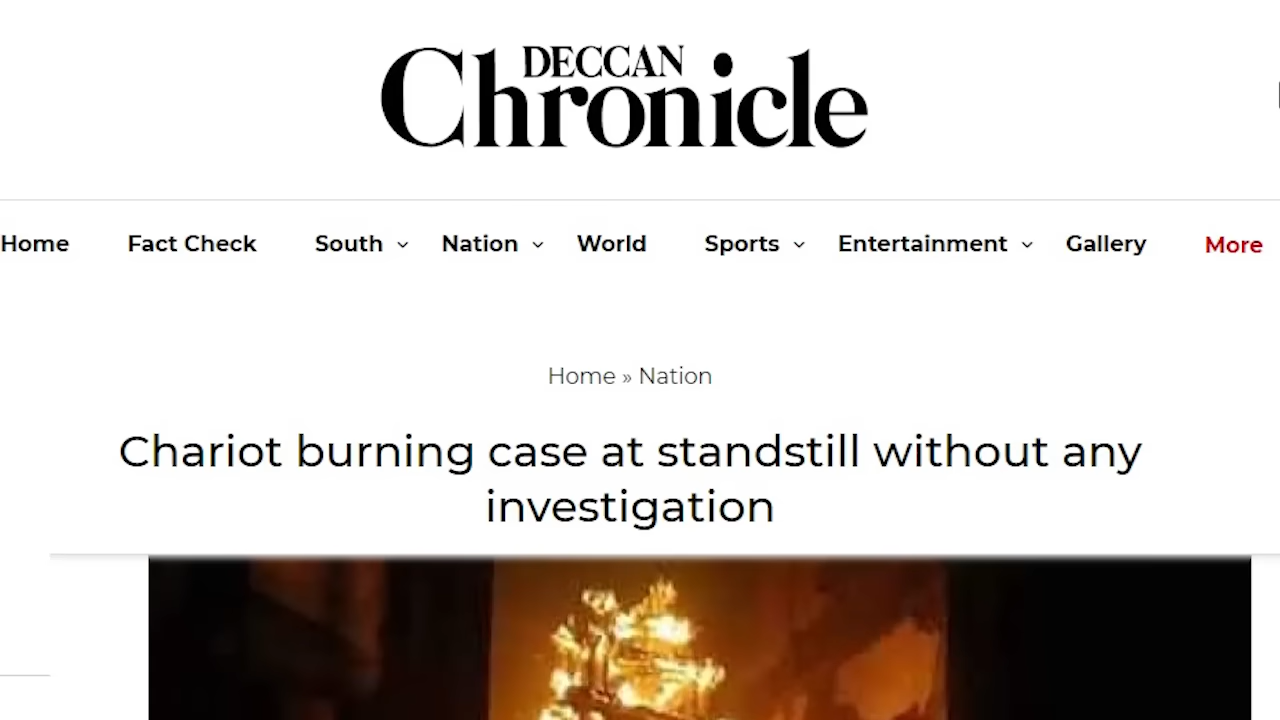 DECCAN
Chronicle
Home Fact Check South Nation World Sports Entertainment Gallery More
Home » Nation
Chariot burning case at standstill without any
investigation